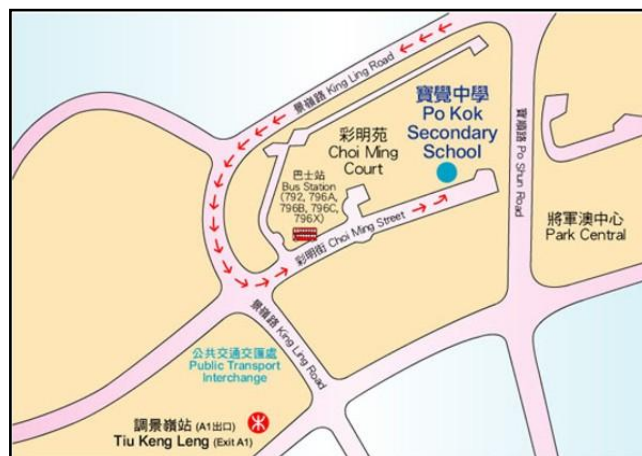 景嶺路 King Ling Road
寶覺中學
Po Kok
Secondary
School
彩明苑
Choi Ming
Court
巴士站
Bus Station
(792, 796A,
796B, 796C,
796X)
彩明街 Choi Ming Street
寶順路 Po Shun Road
將軍澳中心
Park Central
景嶺路 King Ling Road
公共交通交匯處
Public Transport
Interchange
調景嶺站 (A1出口)
Tiu Keng Leng (Exit A1)